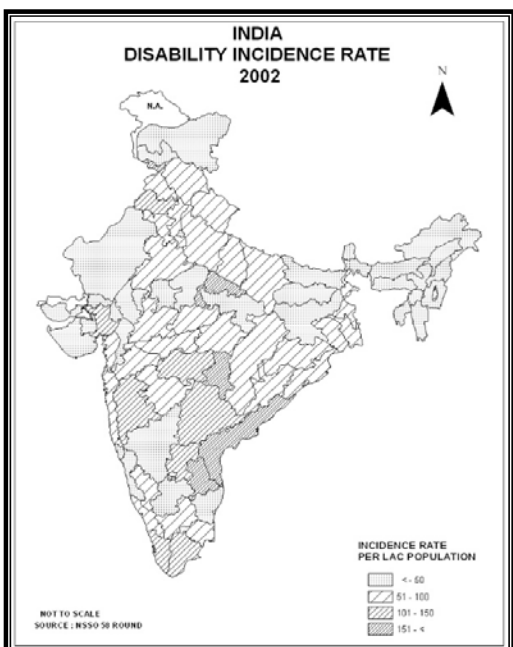 INDIA
DISABILITY INCIDENCE RATE
2002
N
N.A.
INCIDENCE RATE
PER LAC POPULATION
<- 50
51 - 100
101 - 150
151 - <
NOT TO SCALE
SOURCE : NSSO 58 ROUND